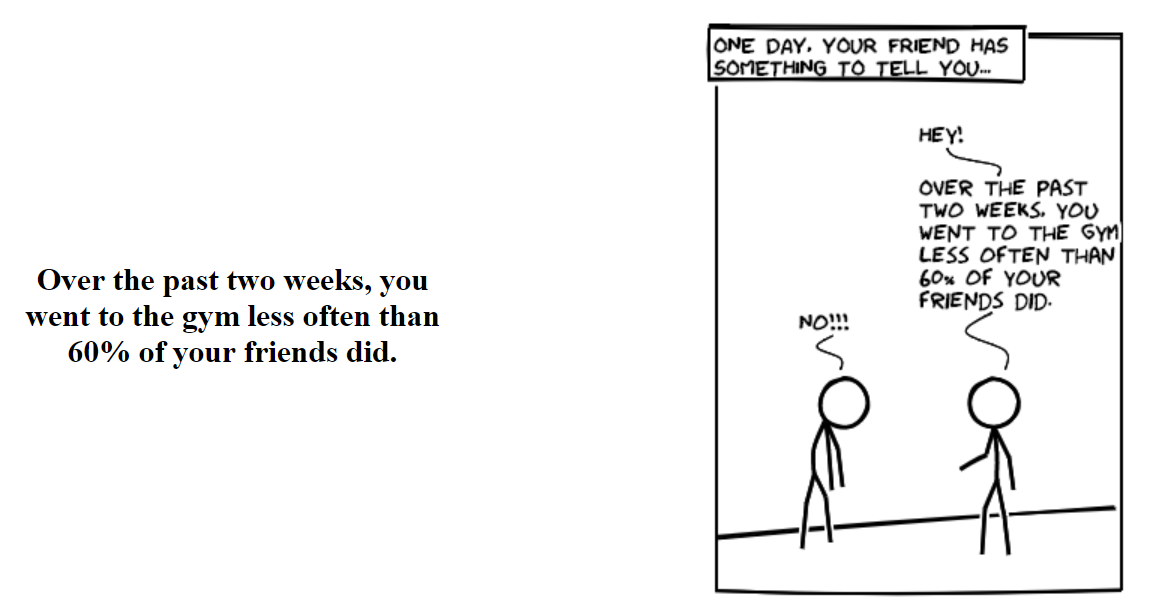 Over the past two weeks, you
went to the gym less often than
60% of your friends did.
ONE DAY, YOUR FRIEND HAS
SOMETHING TO TELL YOU...
HEY!
OVER THE PAST
TWO WEEKS, YOU
WENT TO THE GYM
LESS OFTEN THAN
60% OF YOUR
FRIENDS DID.
NO!!!